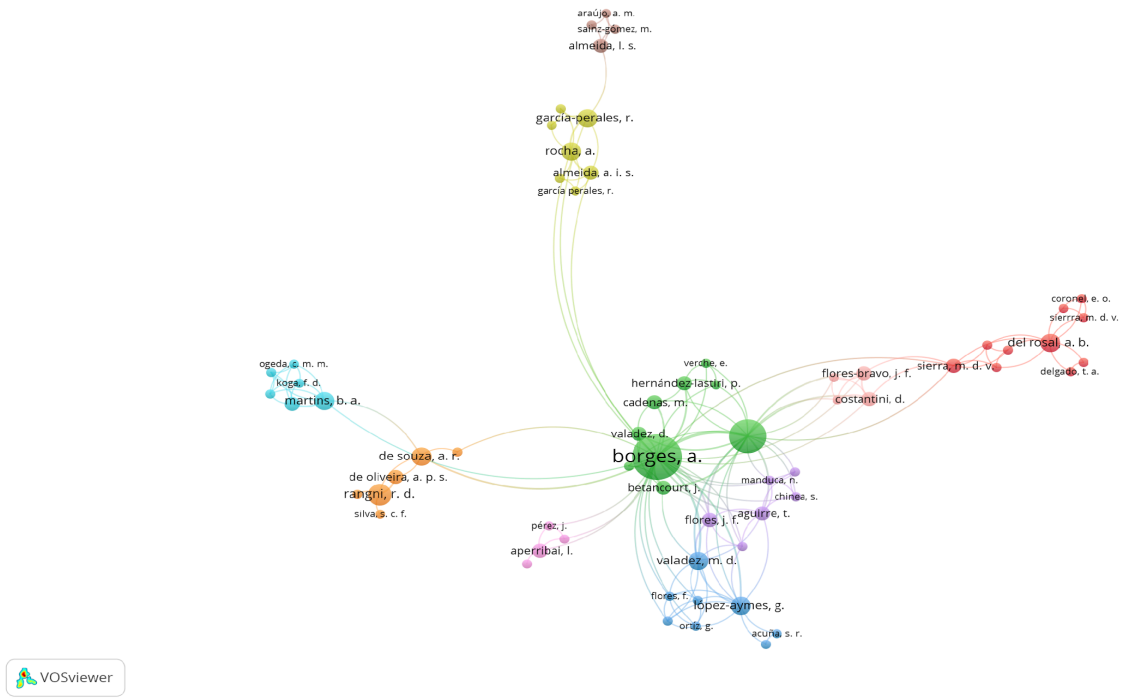 araújo, a. m.
sainz-gómez, m.
almeida, l. s.
garcía-perales, r.
rocha, a.
almeida, a. i. s.
garcía perales, r.
coronel, e. o.
sierrra, m. d. v.
del rosal, a. b.
delgado, t. a.
sierra, m. d. v.
flores-bravo, j. f.
costantini, d.
verche, e.
hernández-lásturi, p.
cadenas, m.
valadez, d.
borges, a.
betancourt, j.
ogeda, c. m. m.
koga, f. d.
martins, b. a.
de souza, a. r.
de oliveira, a. p. s.
rangni, r. d.
silva, s. c. f.
manduca, n.
chinea, s.
aguirre, t.
flores, j. f.
pérez, j.
aperribai, l.
valadez, m. d.
flores, f.
lópez-aymes, g.
ortiz, g.
acuña, s. r.
VOSviewer